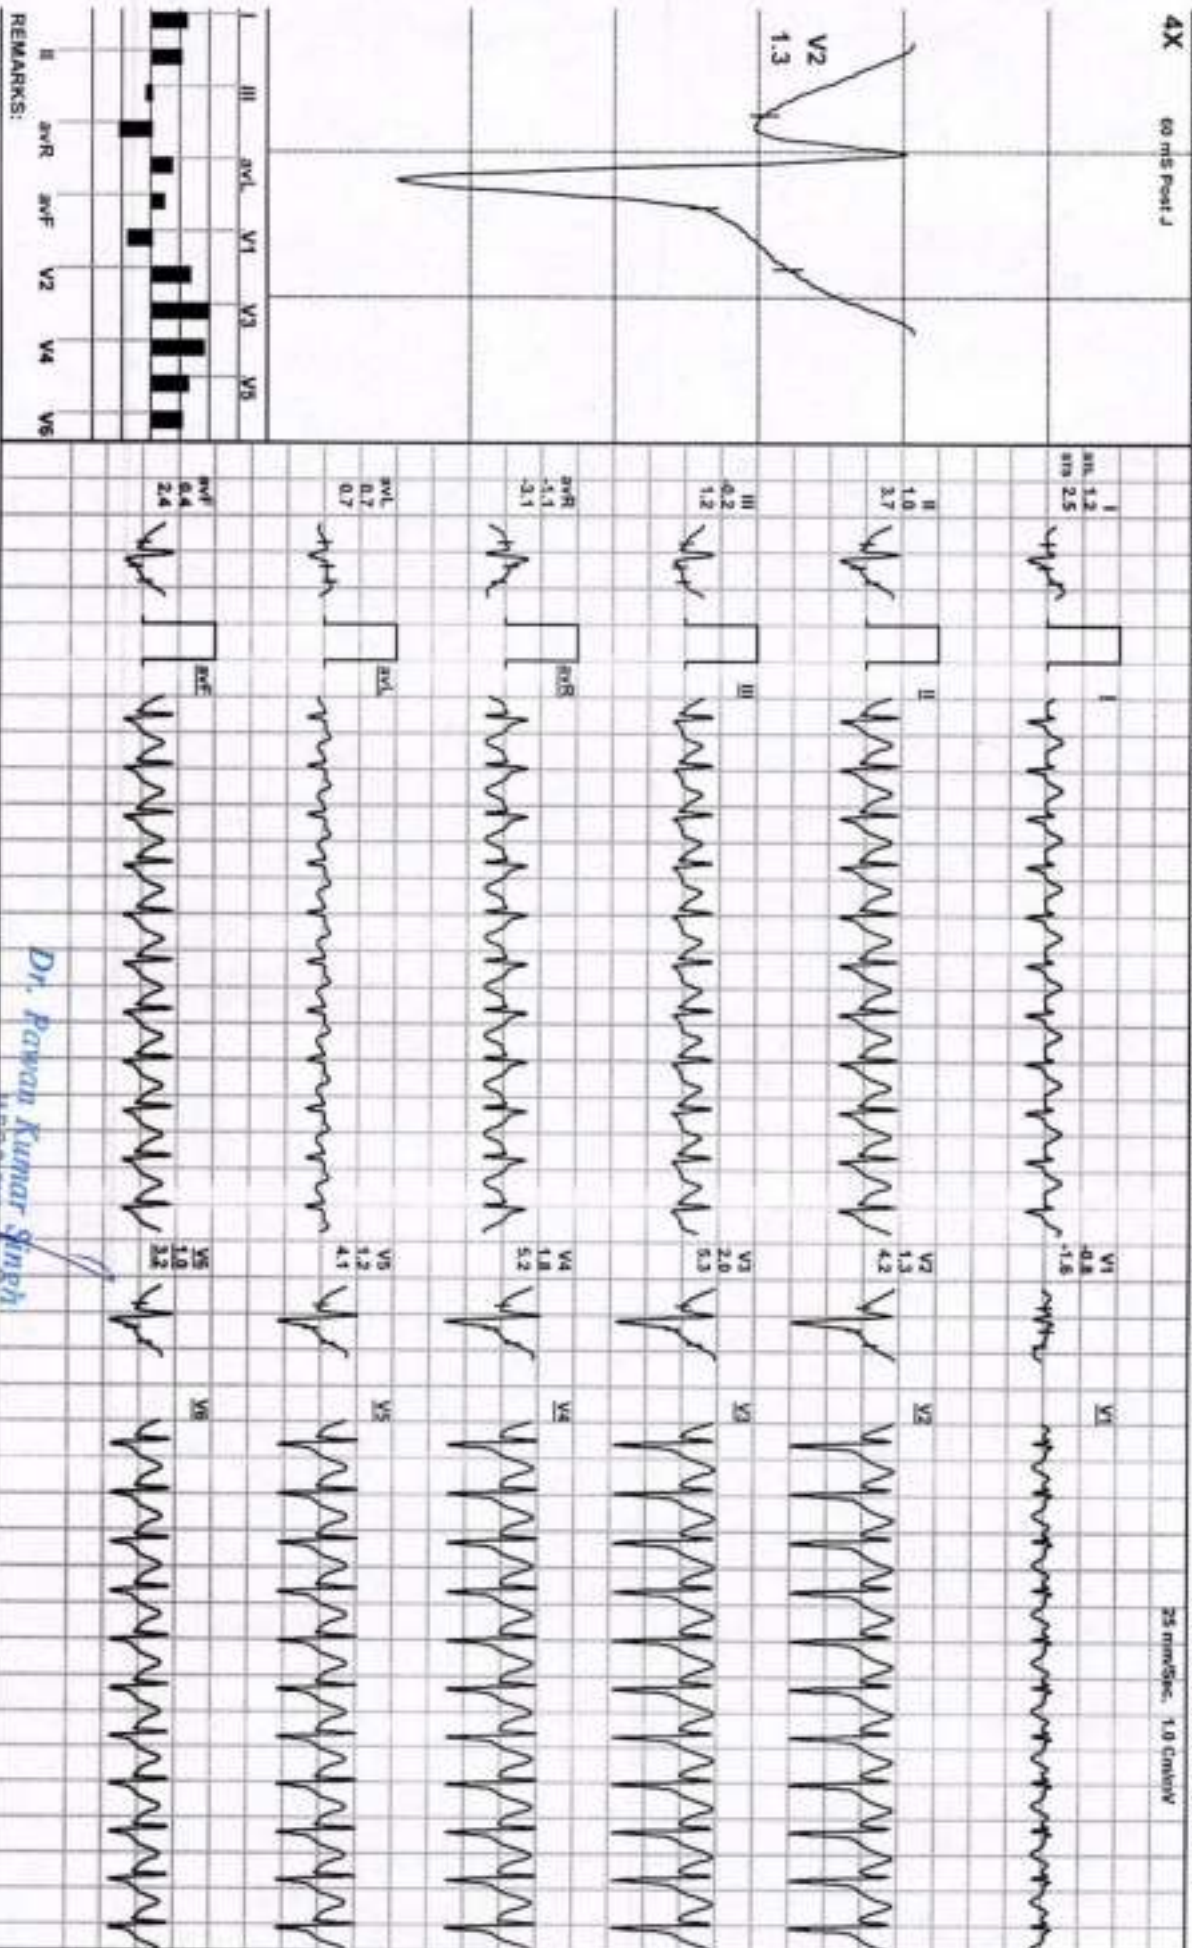 4X
60 mS Post J
V2
1.3
I
III
avL
V1
V3
V5
II
avR
avF
V2
V4
V6
REMARKS:
25 mm/Sec. 1.0 Cm/mV
I
1.2
2.5
I
V1
-0.8
-1.6
V1
II
1.0
3.7
II
V2
1.3
4.2
V2
III
-0.2
1.2
III
V3
2.0
5.3
V3
avR
-1.1
-3.1
avR
V4
1.8
5.2
V4
avL
0.7
0.7
avL
V5
1.2
4.1
V5
avF
0.4
2.4
avF
V6
1.0
3.2
V6
Dr. Pawan Kumar Singh